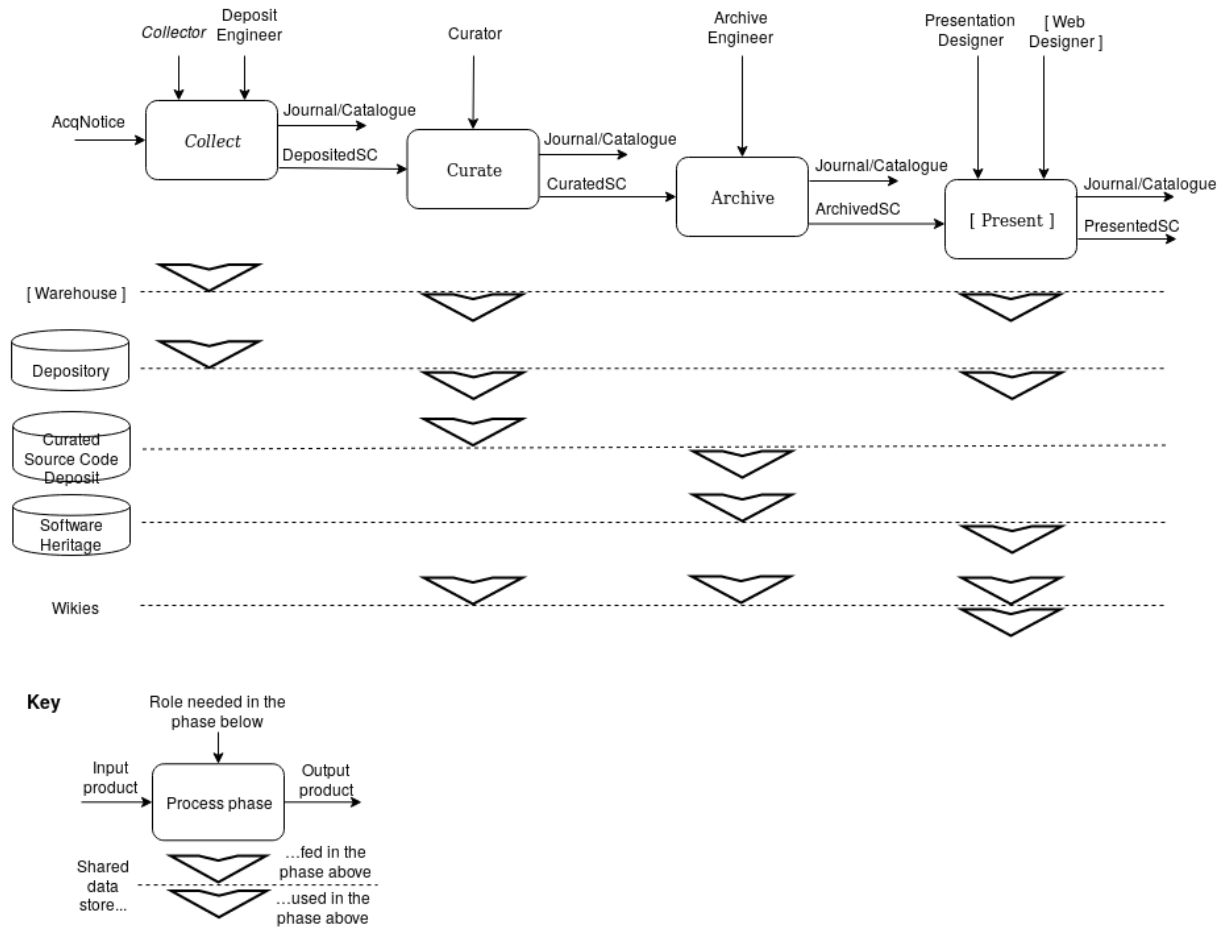 Collector
Deposit
Engineer
Curator
Archive
Engineer
Presentation
Designer
[ Web
Designer ]
AcqNotice
Collect
Journal/Catalogue
DepositedSC
Curate
Journal/Catalogue
CuratedSC
Archive
Journal/Catalogue
ArchivedSC
[ Present ]
Journal/Catalogue
PresentedSC
[ Warehouse ]
Depository
Curated
Source Code
Deposit
Software
Heritage
Wikies
Key
Role needed in the
phase below
Input
product
Process phase
Output
product
Shared
data
store...
...fed in the
phase above
...used in the
phase above